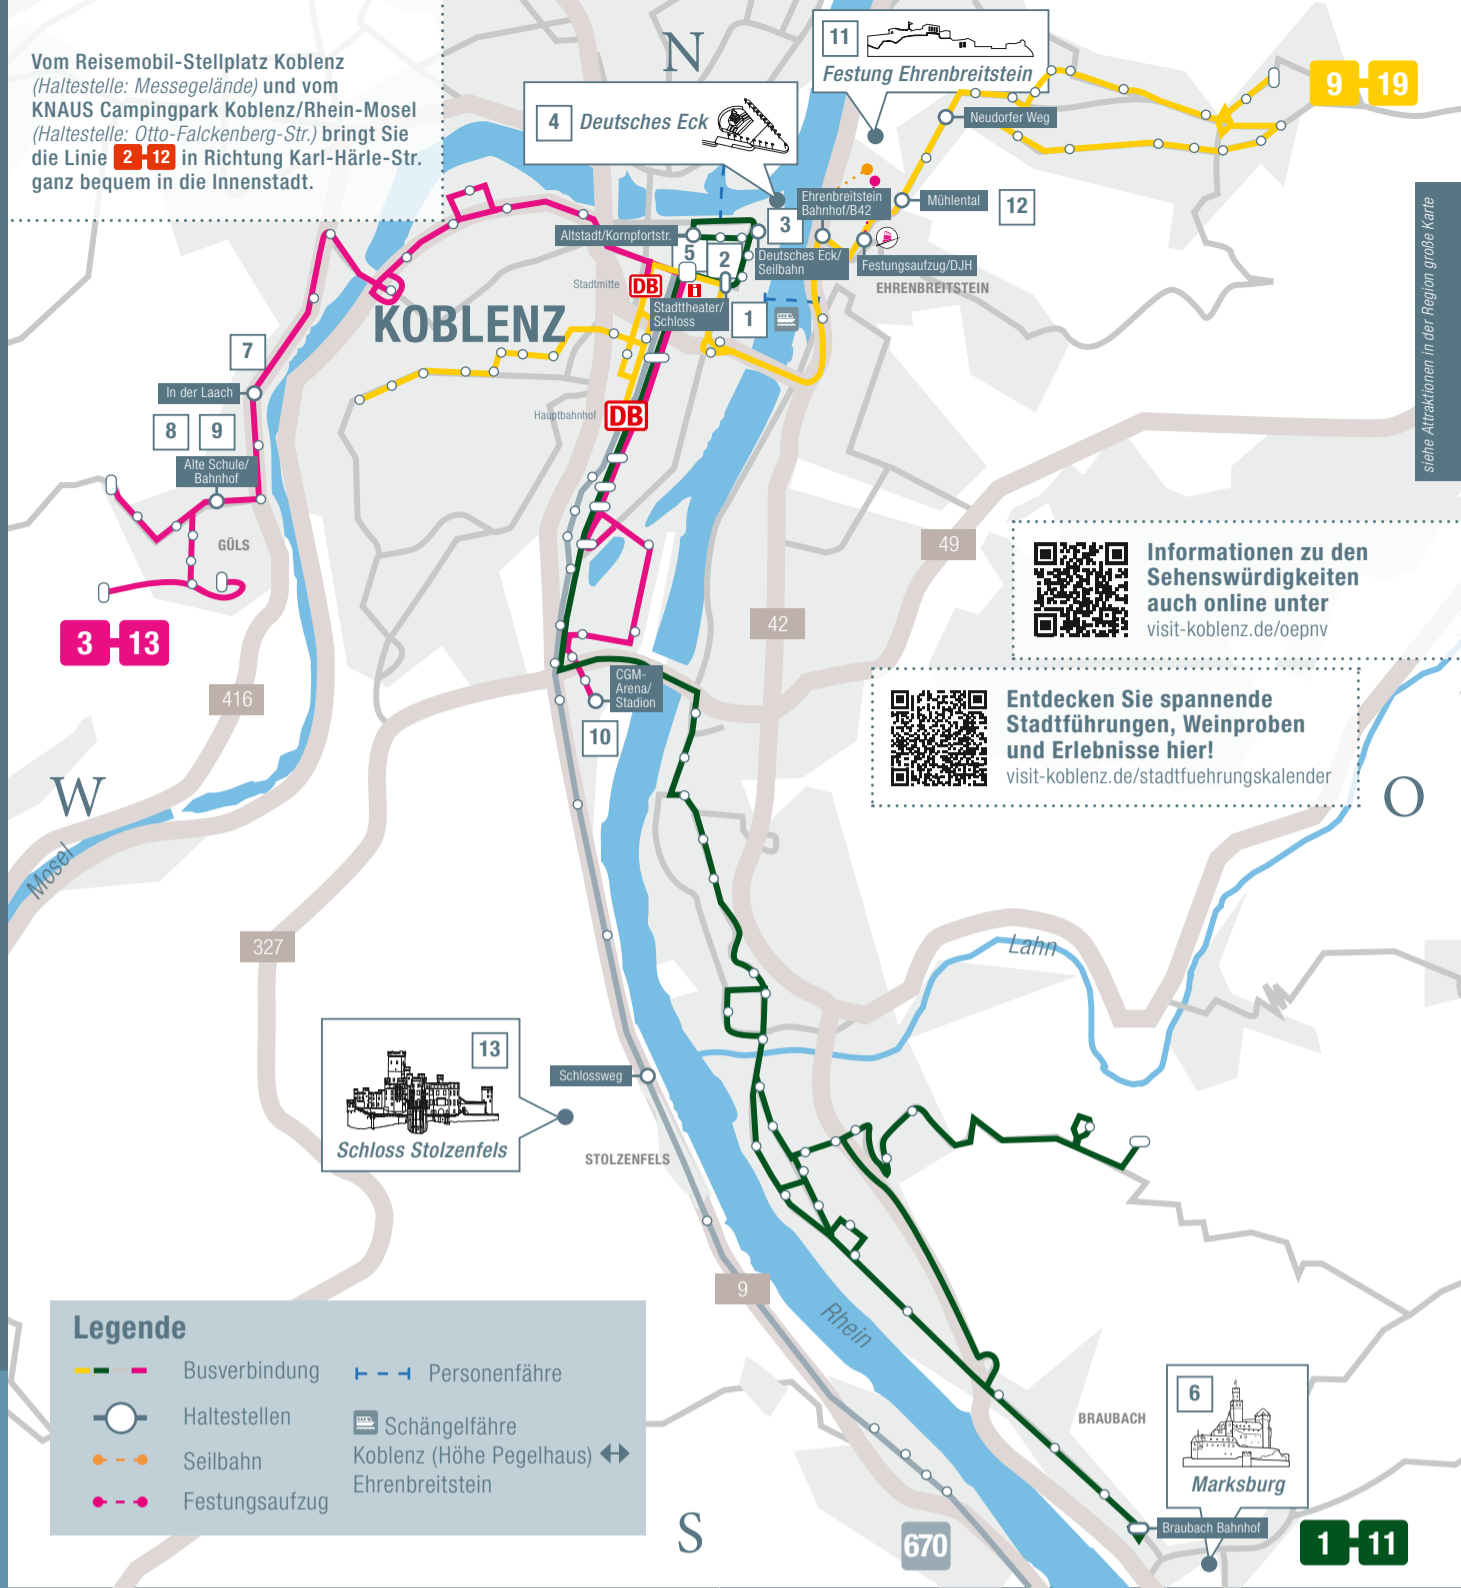 Vom Reisemobil-Stellplatz Koblenz
(Haltestelle: Messegelände) und vom
KNAUS Campingpark Koblenz/Rhein-Mosel
(Haltestelle: Otto-Falckenberg-Str.) bringt Sie
die Linie 2-12 in Richtung Karl-Härle-Str.
ganz bequem in die Innenstadt.
N
11
Festung Ehrenbreitstein
4 Deutsches Eck
9-19
Neudorfer Weg
Mühlental
12
Ehrenbreitstein
Bahnhof/B42
3
Altstadt/Kornpfortstr.
5
2
Deutsches Eck/
Seilbahn
Festungsaufzug/DJH
EHRENBREITSTEIN
Stadtmitte
DB
Stadttheater/
Schloss
1
KOBLENZ
siehe Attraktionen in der Region große Karte
7
In der Laach
Hauptbahnhof
DB
8
9
Alte Schule/
Bahnhof
GÜLS
3-13
49
42
416
Informationen zu den
Sehenswürdigkeiten
auch online unter
visit-koblenz.de/oepnv
CGM-
Arena/
Stadion
10
Entdecken Sie spannende
Stadtführungen, Weinproben
und Erlebnisse hier!
visit-koblenz.de/stadtfuehrungskalender
W
O
Mosel
327
Lahn
13
Schloss Stolzenfels
Schlossweg
STOLZENFELS
9
Rhein
Legende
Busverbindung
Haltestellen
Seilbahn
Festungsaufzug
Personenfähre
Schängelfähre
Koblenz (Höhe Pegelhaus) ↔
Ehrenbreitstein
BRAUBACH
6
Marksburg
Braubach Bahnhof
S
670
1-11